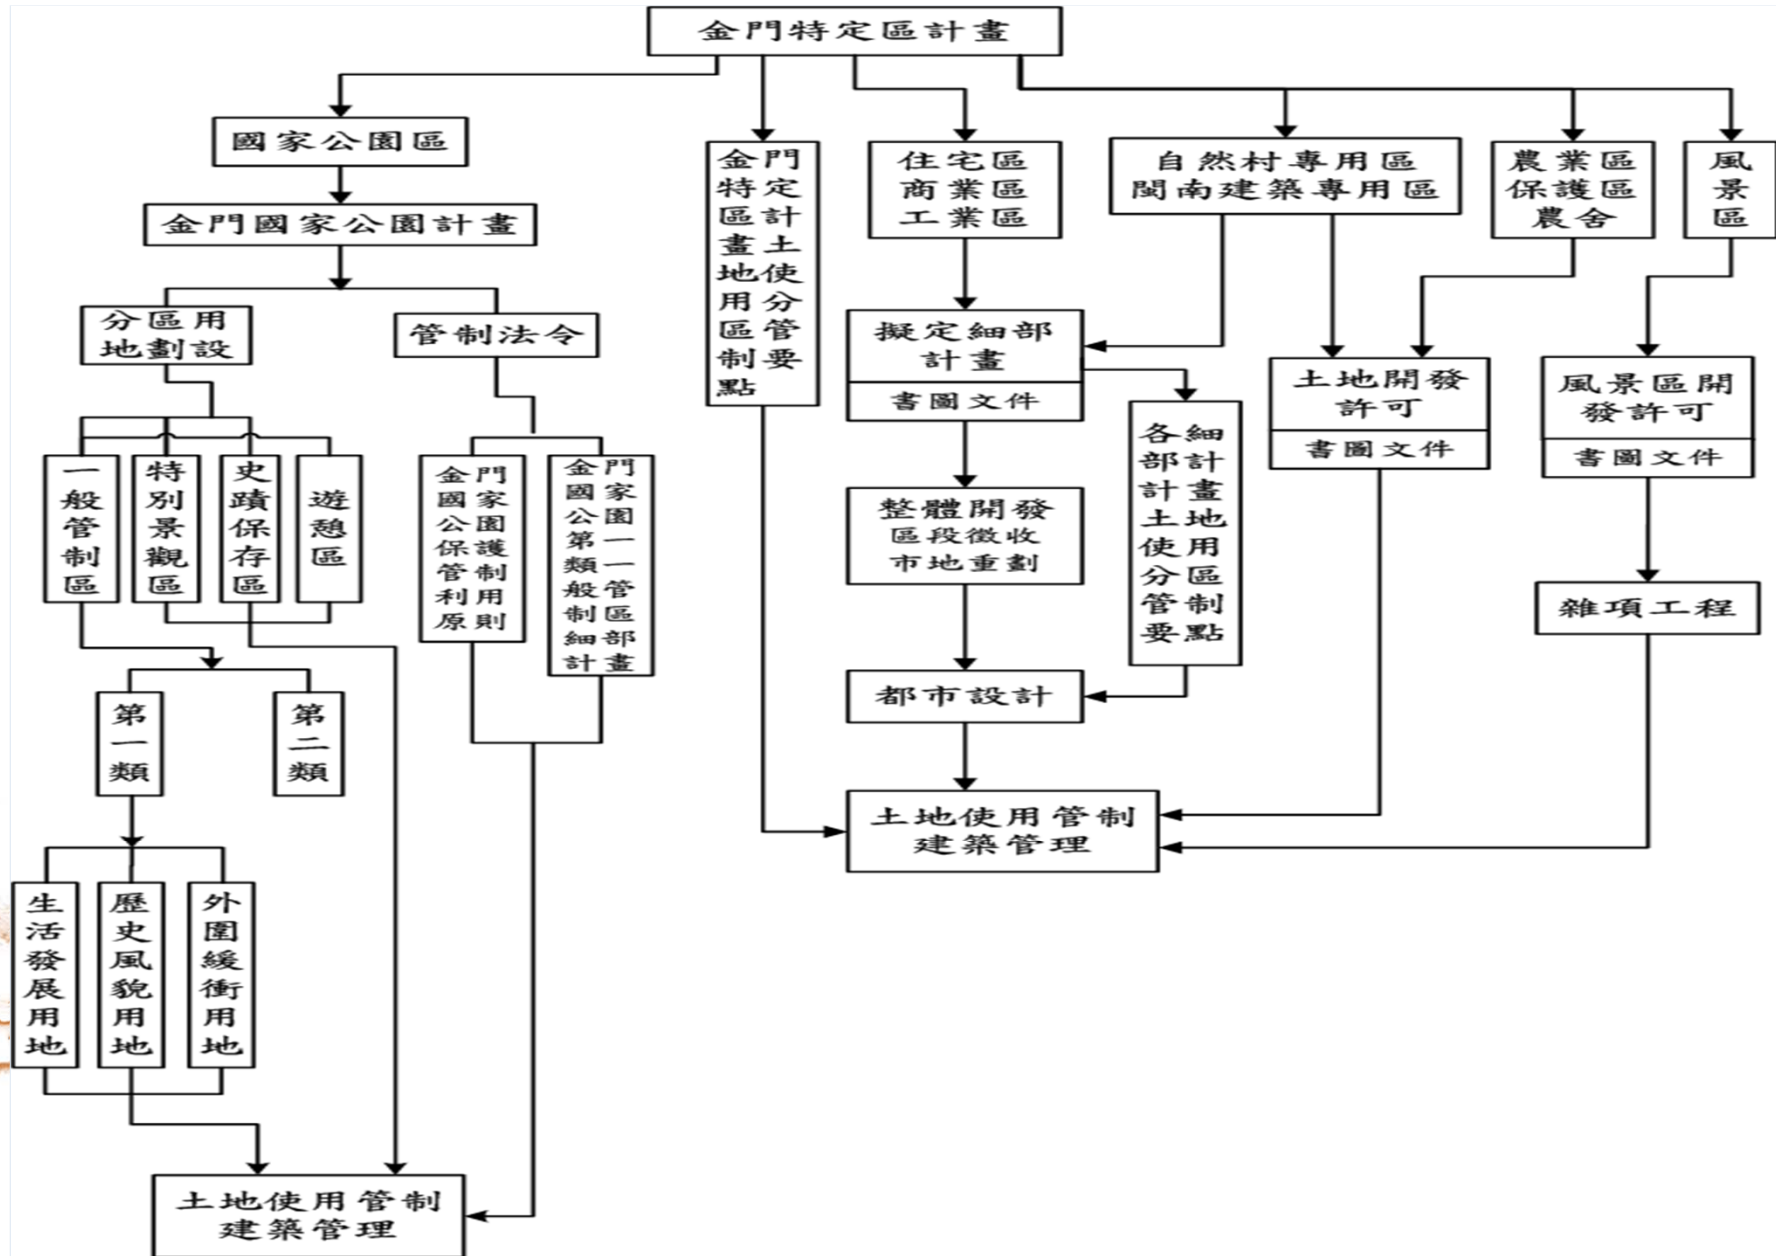 金門特定區計畫
國家公園區
金門國家公園計畫
分區用
地劃設
管制法令
一般管制區
特別景觀區
史蹟保存區
遊憩區
金門
國家
公園
保護
管制
利用
原則
金門
國家
公園
第一
類一
般管
制區
細部
計畫
第一類
第二類
生活發展用地
歷史風貌用地
外圍緩衝用地
土地使用管制
建築管理
金門
特定
區計
畫土
地使
用分
區管
制要
點
住宅區
商業區
工業區
自然村專用區
閩南建築專用區
農業區
保護區
農舍
風景區
擬定細部
計畫
書圖文件
各細
部計
計畫
土地
使用
分區
管制
要點
土地開發
許可
書圖文件
風景區開
發許可
書圖文件
整體開發
區段徵收
市地重劃
雜項工程
都市設計
土地使用管制
建築管理